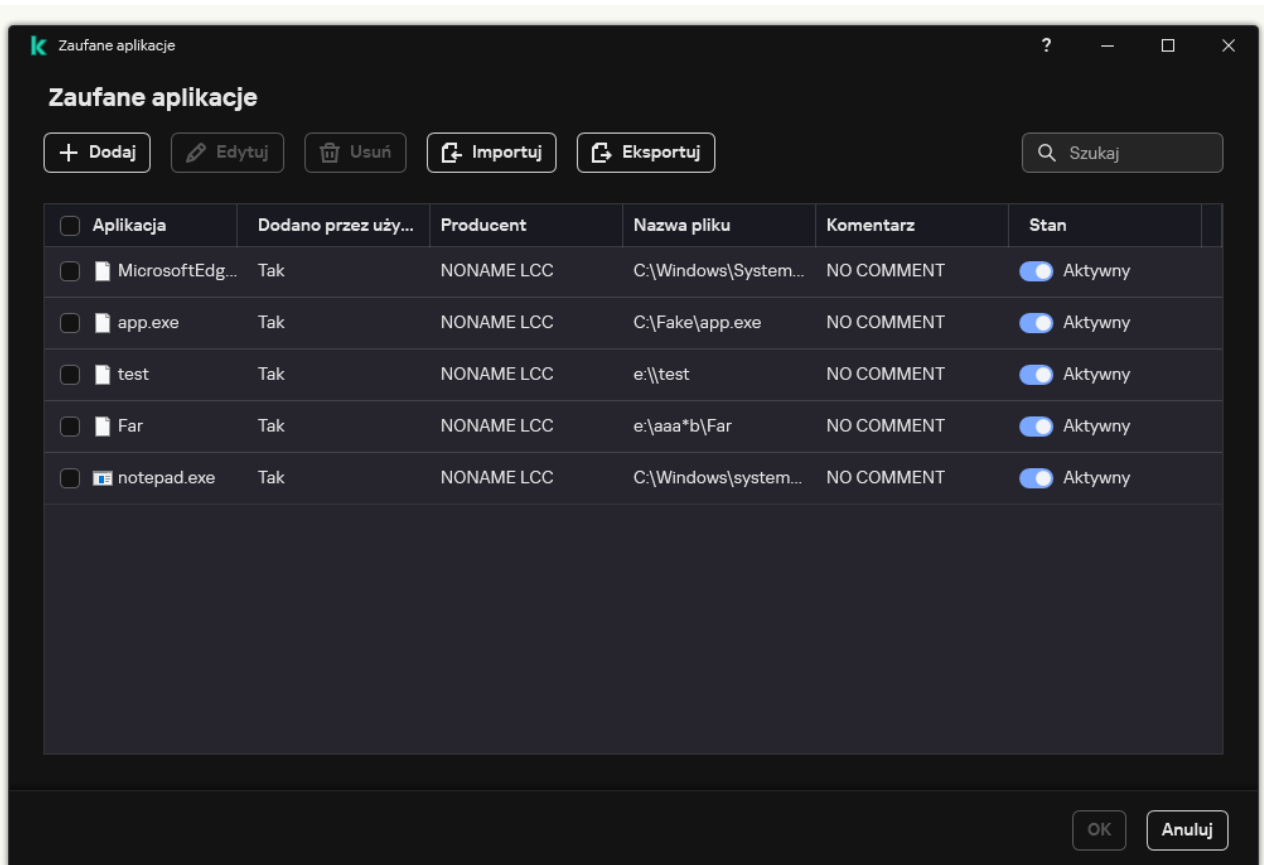 Zaufane aplikacje
?
Zaufane aplikacje
Dodaj Edytuj Usuń Importuj Eksportuj Szukaj
Aplikacja Dodano przez uży... Producent Nazwa pliku Komentarz Stan
MicrosoftEdg... Tak NONAME LCC C:\Windows\System... NO COMMENT Aktywny
app.exe Tak NONAME LCC C:\Fake\app.exe NO COMMENT Aktywny
test Tak NONAME LCC e:\\test NO COMMENT Aktywny
Far Tak NONAME LCC e:\aaa*b\Far NO COMMENT Aktywny
notepad.exe Tak NONAME LCC C:\Windows\system... NO COMMENT Aktywny
OK Anuluj